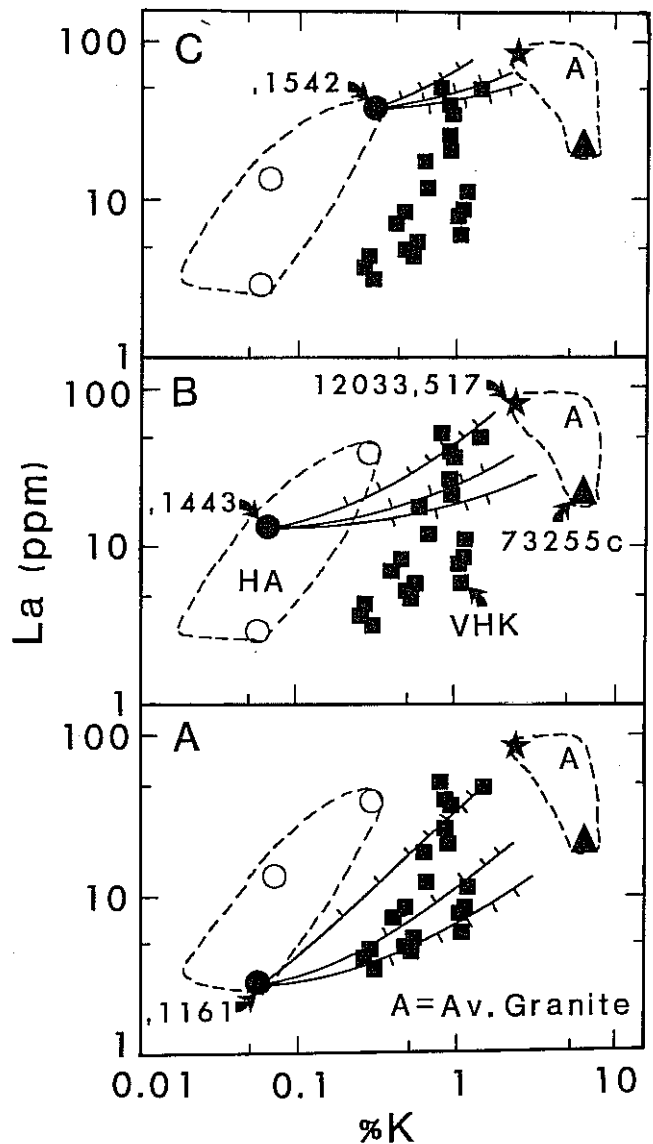 C
,1542
A
100
10
1
B
12033,517
A
100
,1443
HA
73255c
10
VHK
1
La (ppm)
A
A
100
10
,1161
A=Av.Granite
1
0.01
0.1
1
10
%K